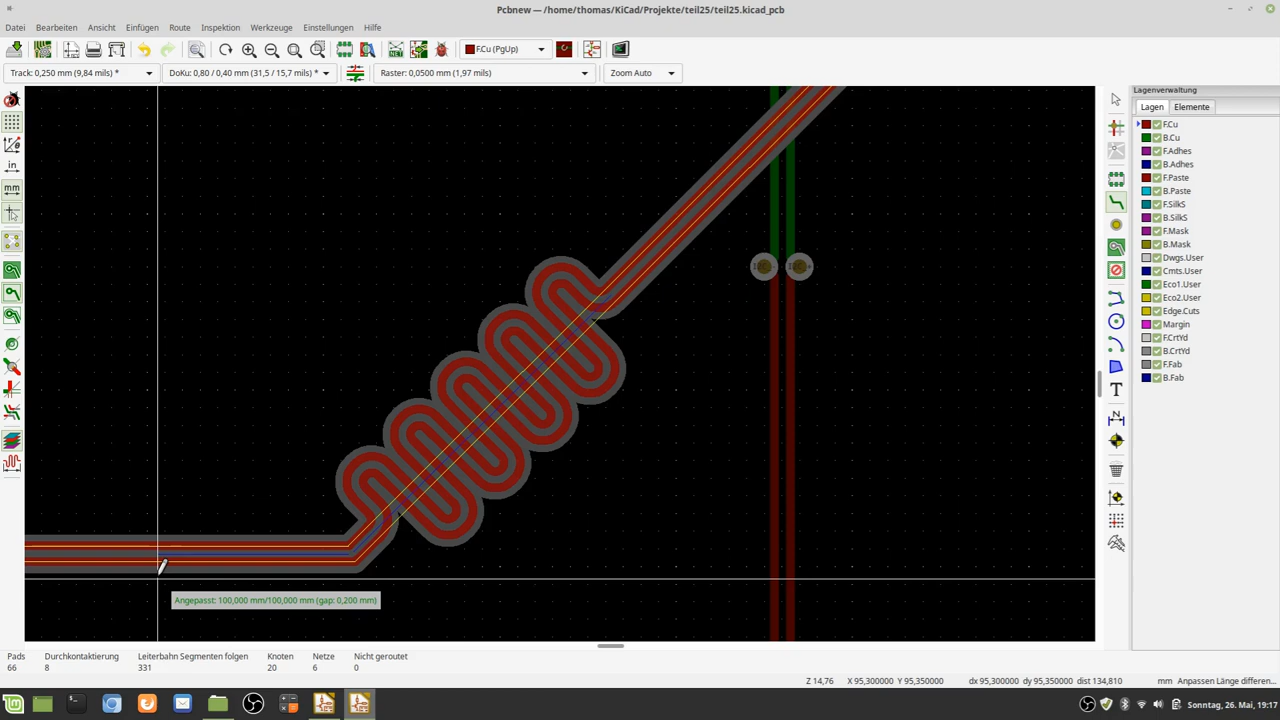 Pcbnew — /home/thomas/KiCad/Projekte/teil25/teil25.kicad_pcb
Datei Bearbeiten Ansicht Einfügen Route Inspektion Werkzeuge Einstellungen Hilfe
F.Cu (PgUp)
Track: 0,250 mm (9,84 mils) * DoKu: 0,80 / 0,40 mm (31,5 / 15,7 mils) * Raster: 0,0500 mm (1,97 mils) Zoom Auto
Lagenverwaltung
Lagen Elemente
F.Cu
B.Cu
F.Adhes
B.Adhes
F.Paste
B.Paste
F.SilkS
B.SilkS
F.Mask
B.Mask
Dwgs.User
Cmts.User
Eco1.User
Eco2.User
Edge.Cuts
Margin
F.CrtYd
B.CrtYd
F.Fab
B.Fab
in
mm
Angepasst: 100,000 mm/100,000 mm (gap: 0,200 mm)
Pads Durchkontaktierung Leiterbahn Segmenten folgen Knoten Netze Nicht geroutet
66 8 331 20 6 0
Z 14,76 X 95,300000 Y 95,350000 dx 95,300000 dy 95,350000 dist 134,810 mm Anpassen Länge differen...
Sonntag, 26. Mai, 19:17